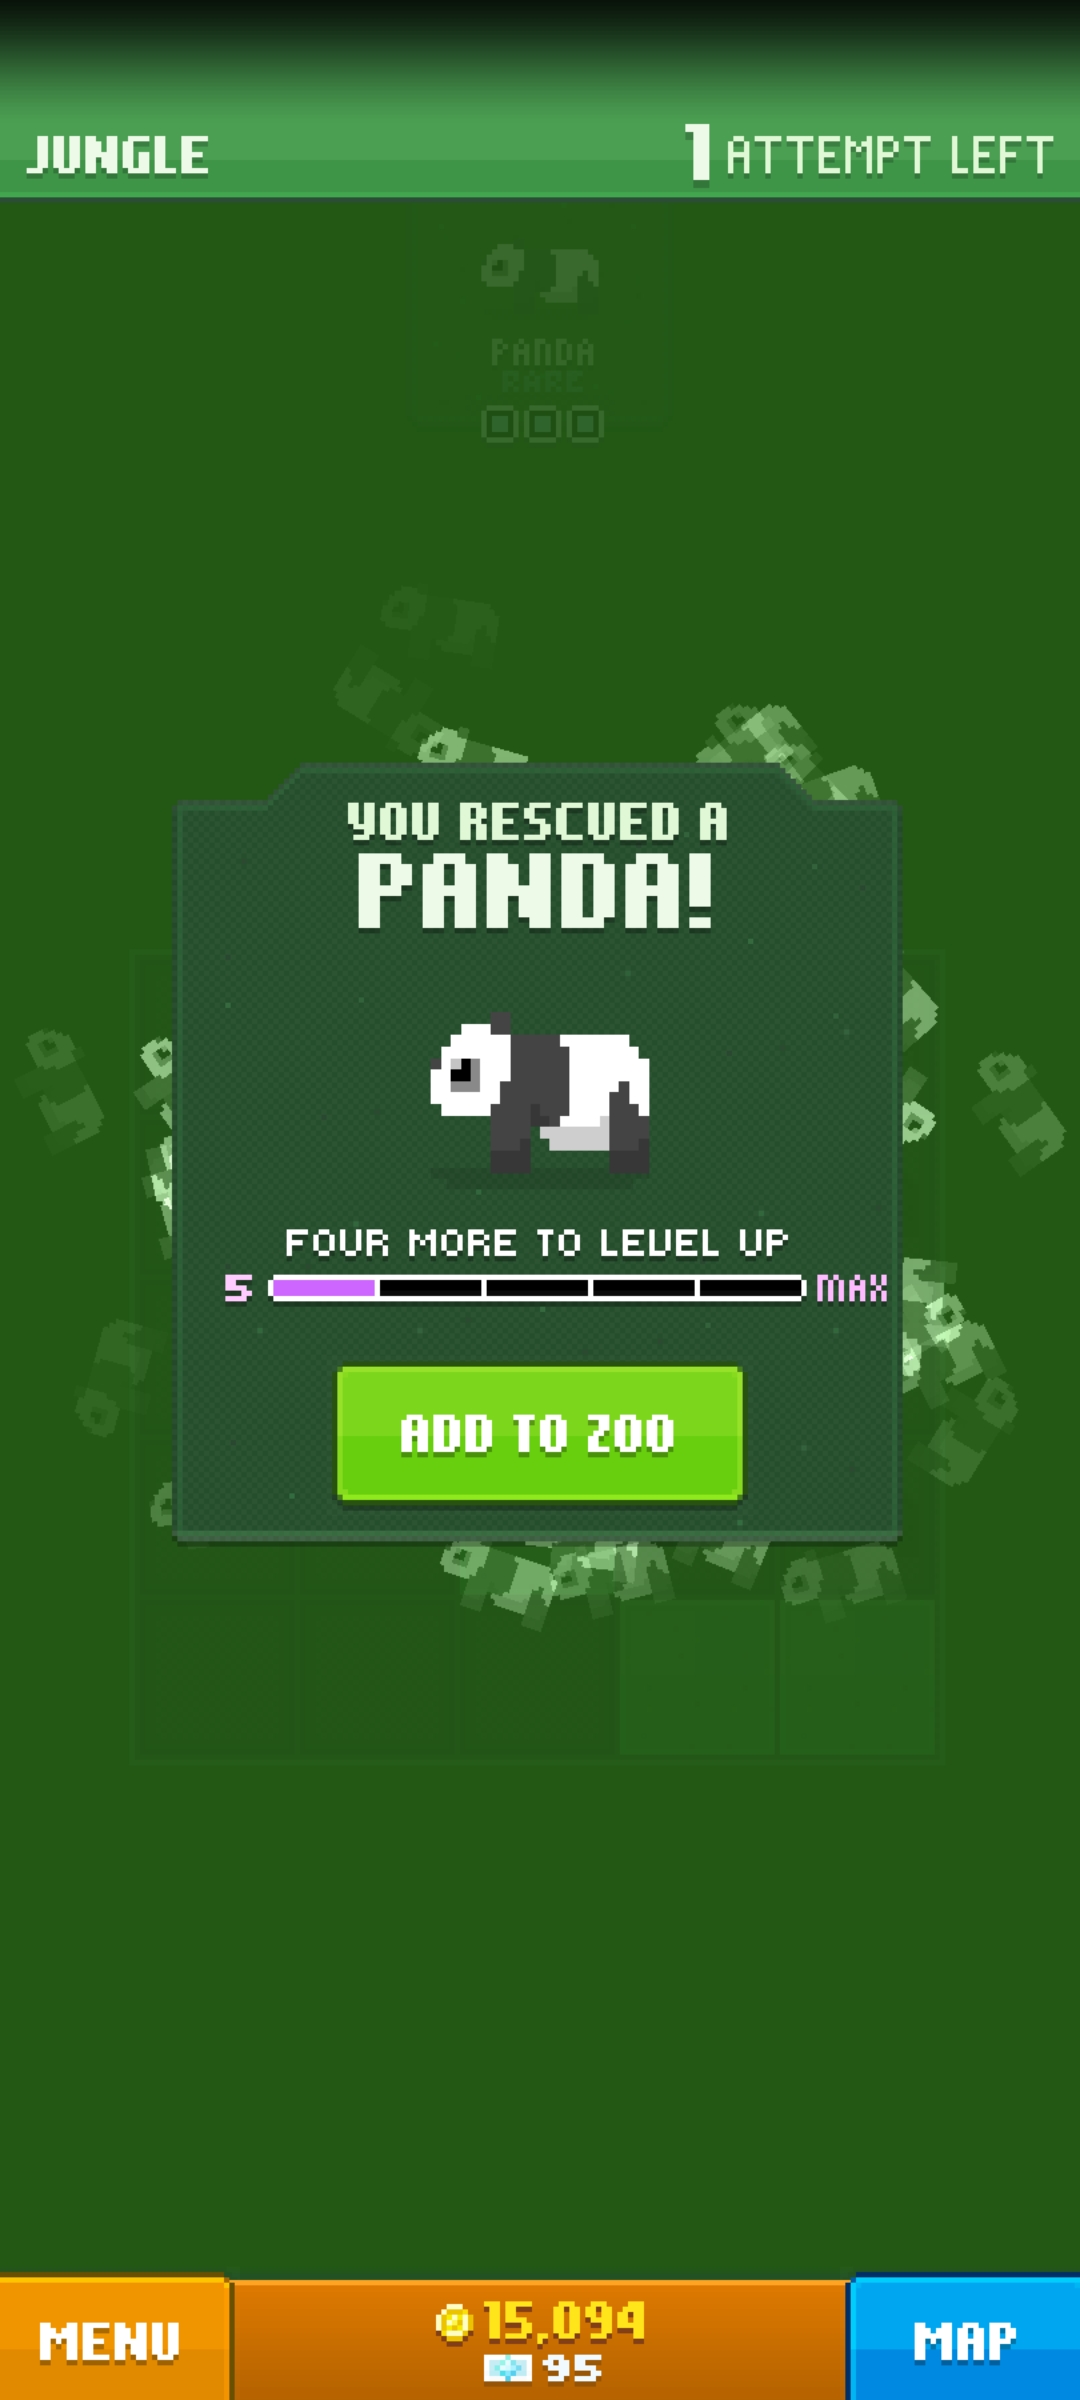 JUNGLE
1 ATTEMPT LEFT
PANDA
RARE
YOU RESCUED A
PANDA!
FOUR MORE TO LEVEL UP
5 MAX
ADD TO ZOO
MENU
15,094
95
MAP